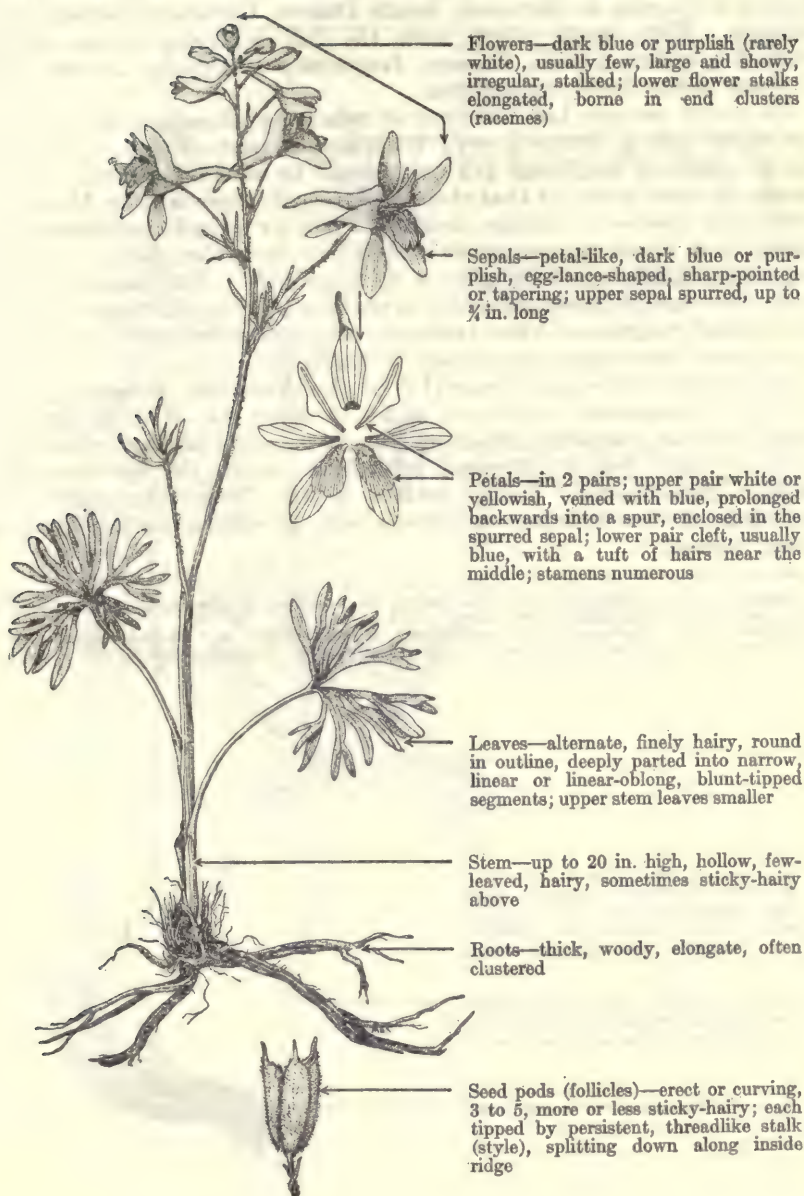 Flowers—dark blue or purplish (rarely
white), usually few, large and showy,
irregular, stalked; lower flower stalks
elongated, borne in end clusters
(racemes)
Sepals—petal-like, dark blue or pur-
plish, egg-lance-shaped, sharp-pointed
or tapering; upper sepal spurred, up to
¾ in. long
Petals—in 2 pairs; upper pair white or
yellowish, veined with blue, prolonged
backwards into a spur, enclosed in the
spurred sepal; lower pair cleft, usually
blue, with a tuft of hairs near the
middle; stamens numerous
Leaves—alternate, finely hairy, round
in outline, deeply parted into narrow,
linear or linear-oblong, blunt-tipped
segments; upper stem leaves smaller
Stem—up to 20 in. high, hollow, few-
leaved, hairy, sometimes sticky-hairy
above
Roots—thick, woody, elongate, often
clustered
Seed pods (follicles)—erect or curving,
3 to 5, more or less sticky-hairy; each
tipped by persistent, threadlike stalk
(style), splitting down along inside
ridge